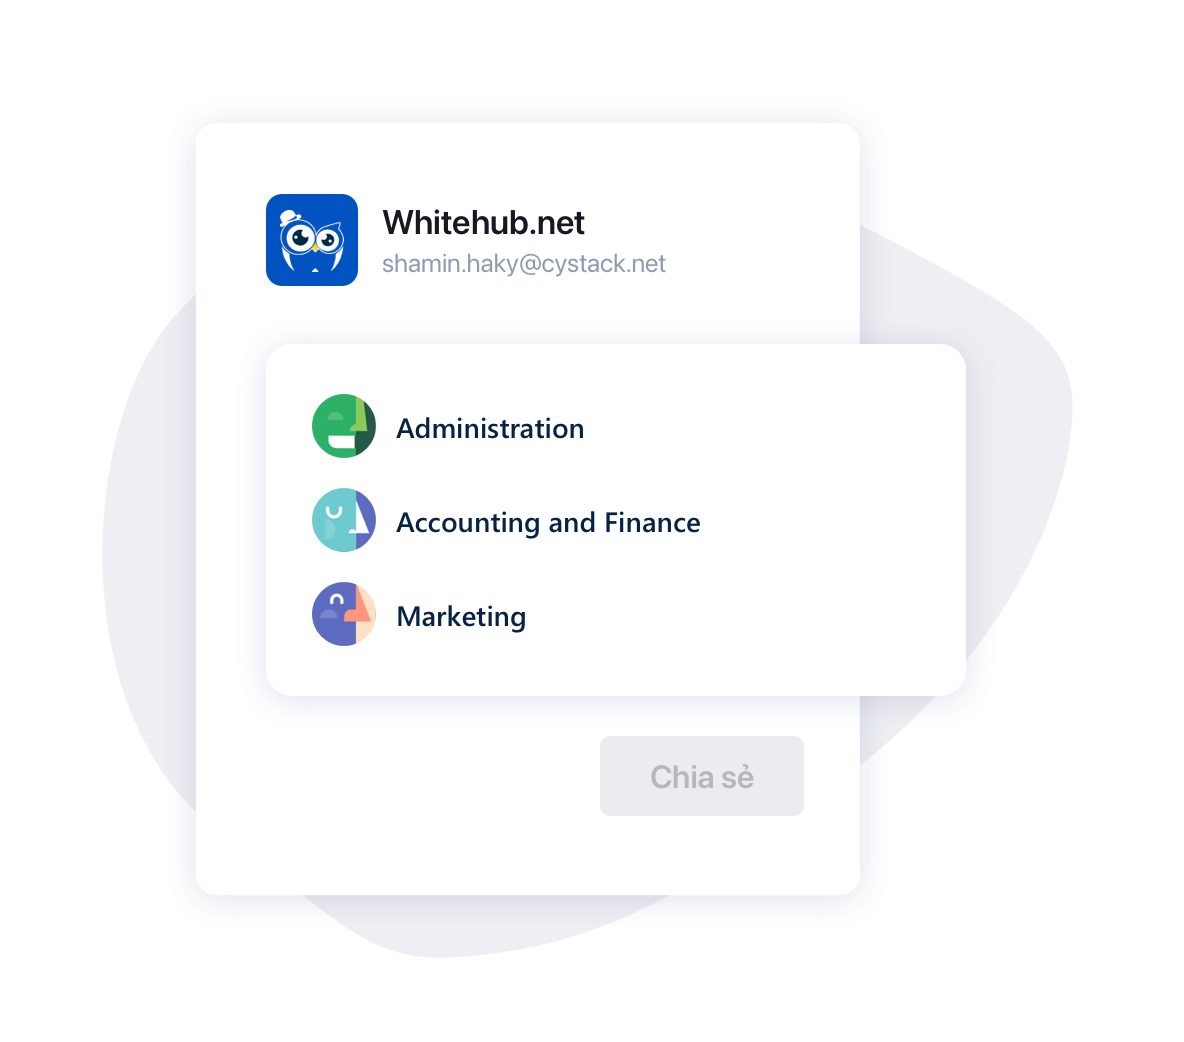 Whitehub.net
shamin.haky@cystack.net
Administration
Accounting and Finance
Marketing
Chia sẻ